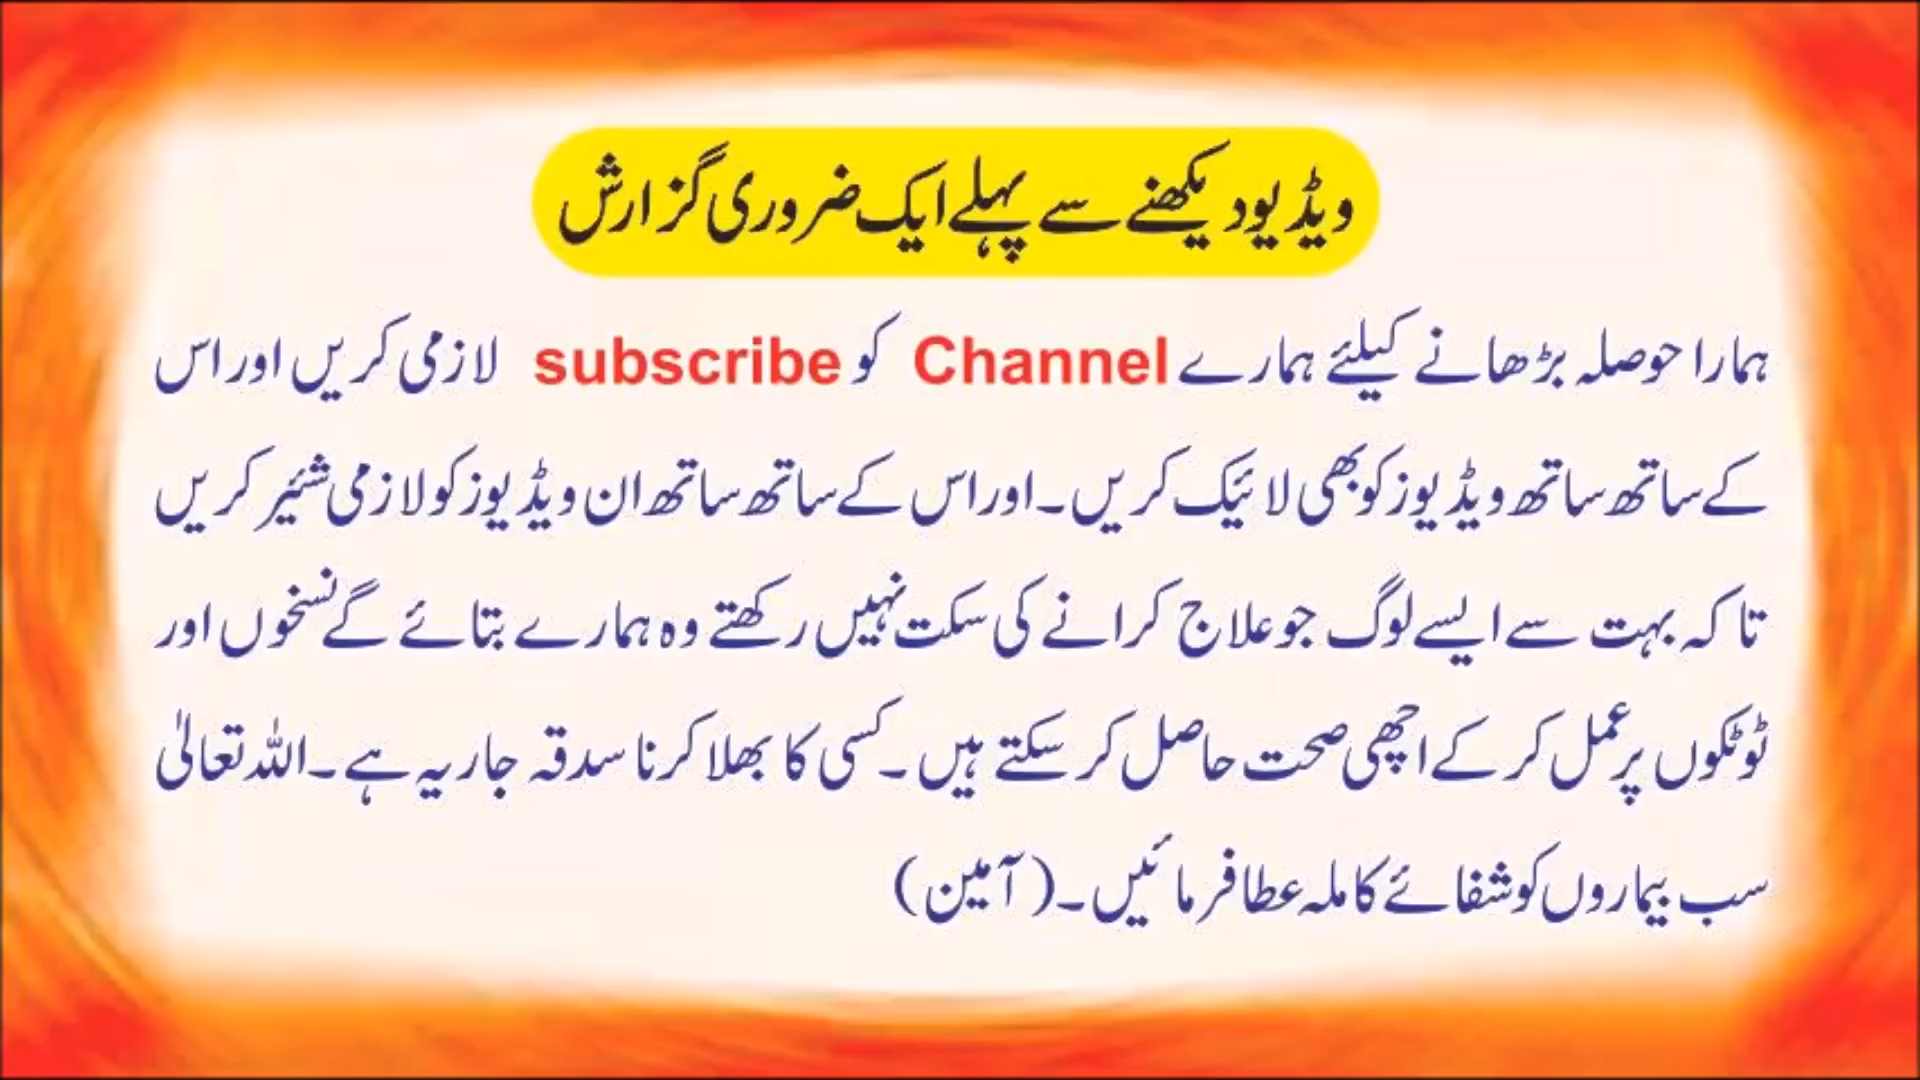 ویڈیو دیکھنے سے پہلے ایک ضروری گزارش
ہمارا حوصلہ بڑھانے کیلئے ہمارے Channel کو subscribe لازمی کریں اور اس
کے ساتھ ساتھ ویڈیوز کو بھی لائیک کریں۔ اور اس کے ساتھ ساتھ ان ویڈیوز کو لازمی شئیر کریں
تاکہ بہت سے ایسے لوگ جو علاج کرانے کی سکت نہیں رکھتے وہ ہمارے بتائے گے نسخوں اور
ٹوٹکوں پر عمل کر کے اچھی صحت حاصل کر سکتے ہیں۔ کسی کا بھلا کرنا سدقہ جاریہ ہے۔ اللہ تعالیٰ
سب بیماروں کو شفائے کاملہ عطا فرمائیں۔ (آمین)